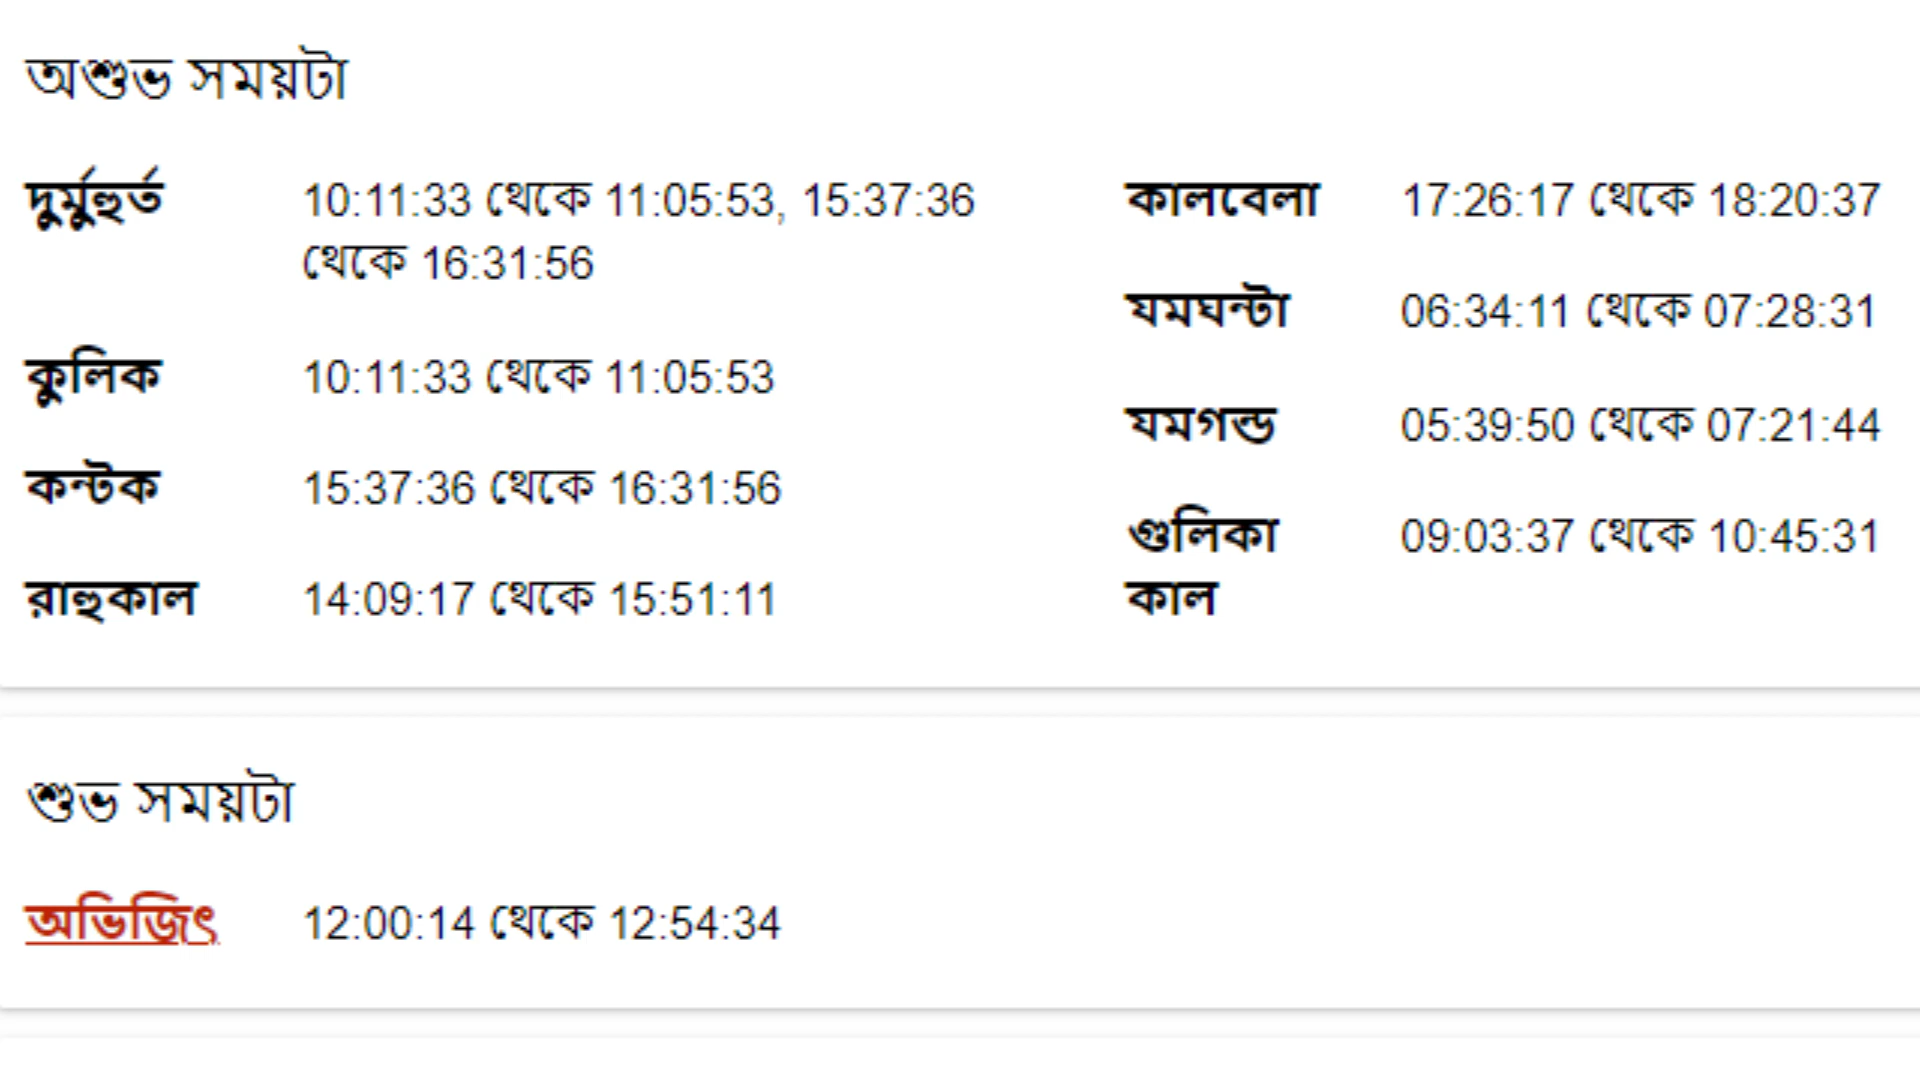 অশুভ সময়টা
দুর্মুহুর্ত 10:11:33 থেকে 11:05:53, 15:37:36
থেকে 16:31:56
কুলিক 10:11:33 থেকে 11:05:53
কন্টক 15:37:36 থেকে 16:31:56
রাহুকাল 14:09:17 থেকে 15:51:11
কালবেলা 17:26:17 থেকে 18:20:37
যমঘন্টা 06:34:11 থেকে 07:28:31
যমগন্ড 05:39:50 থেকে 07:21:44
গুলিকা 09:03:37 থেকে 10:45:31
কাল
শুভ সময়টা
অভিজিৎ 12:00:14 থেকে 12:54:34